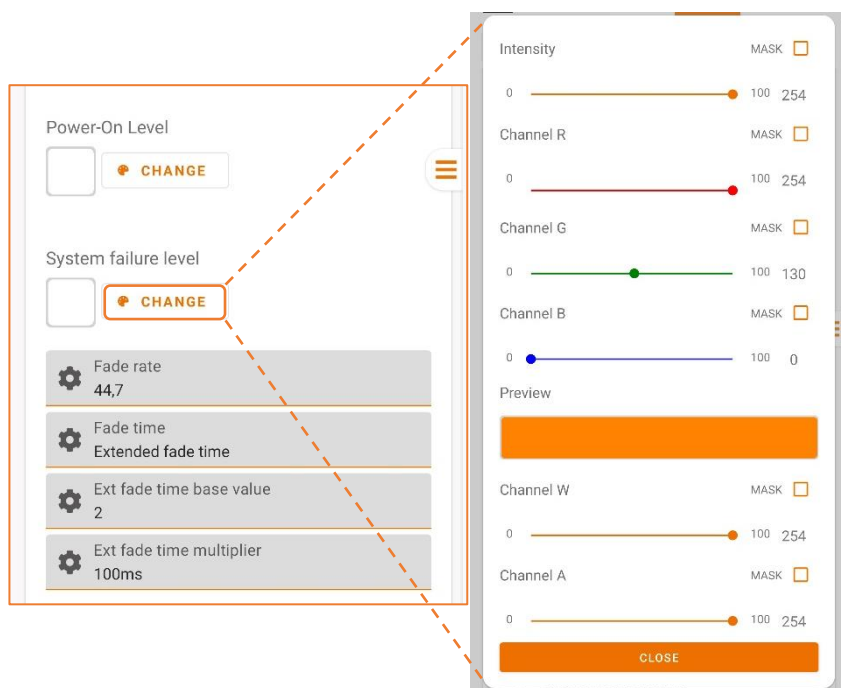 Power-On Level
CHANGE
System failure level
CHANGE
Fade rate
44,7
Fade time
Extended fade time
Ext fade time base value
2
Ext fade time multiplier
100ms
Intensity MASK
0 100 254
Channel R MASK
0 100 254
Channel G MASK
0 100 130
Channel B MASK
0 100 0
Preview
Channel W MASK
0 100 254
Channel A MASK
0 100 254
CLOSE